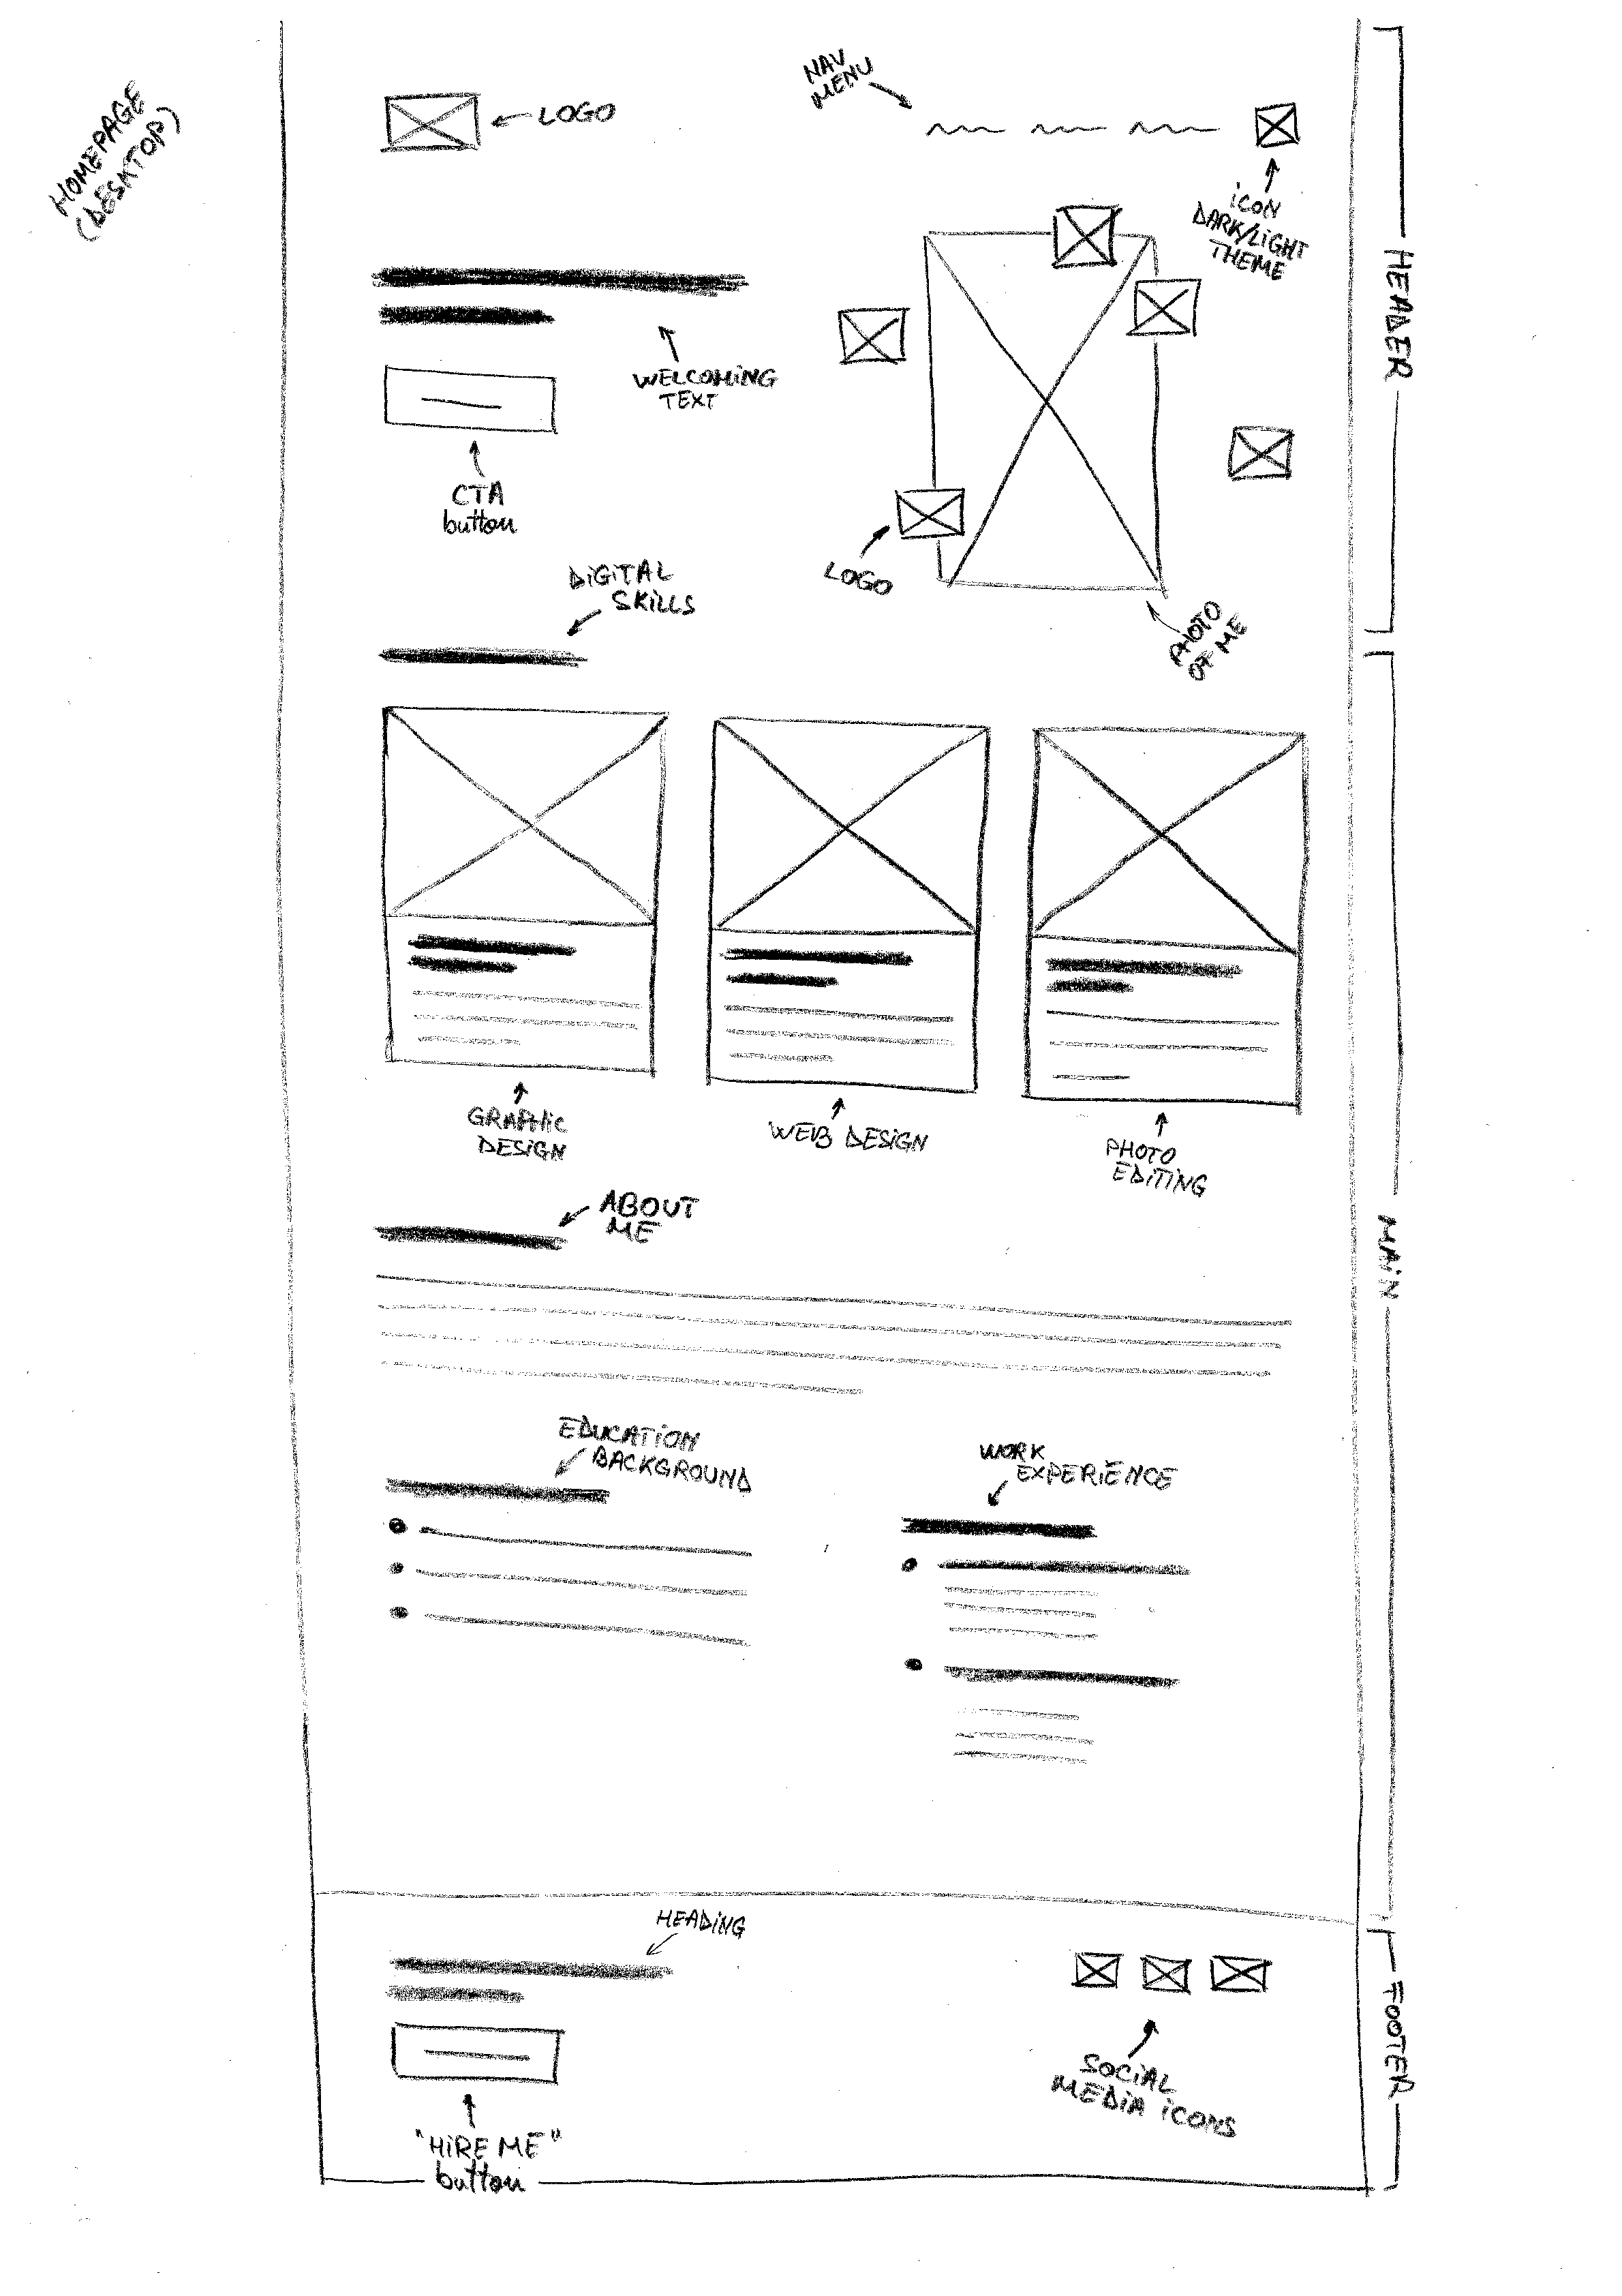 HOMEPAGE
(DESKTOP)
LOGO
NAV
MENU
ICON
DARK/LIGHT
THEME
HEADER
WELCOMING
TEXT
CTA
button
LOGO
PHOTO
OF ME
DIGITAL
SKILLS
GRAPHIC
DESIGN
WEB DESIGN
PHOTO
EDITING
MAIN
ABOUT
ME
EDUCATION
BACKGROUND
WORK
EXPERIENCE
HEADING
FOOTER
SOCIAL
MEDIA ICONS
"HIRE ME"
button